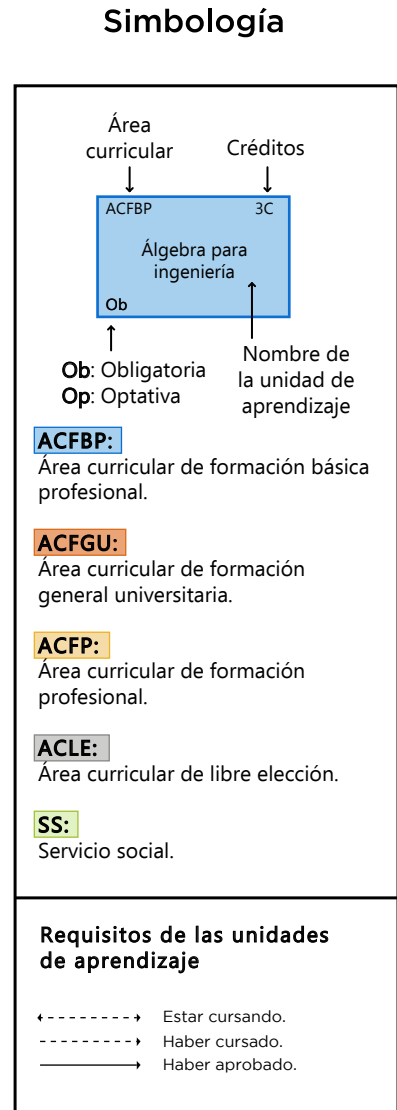 Simbología
Área
curricular
Créditos
ACFBP 3C
Álgebra para
ingeniería
Ob
Ob: Obligatoria
Op: Optativa
Nombre de
la unidad de
aprendizaje
ACFBP:
Área curricular de formación básica
profesional.
ACFGU:
Área curricular de formación
general universitaria.
ACFP:
Área curricular de formación
profesional.
ACLE:
Área curricular de libre elección.
SS:
Servicio social.
Requisitos de las unidades
de aprendizaje
Estar cursando.
Haber cursado.
Haber aprobado.